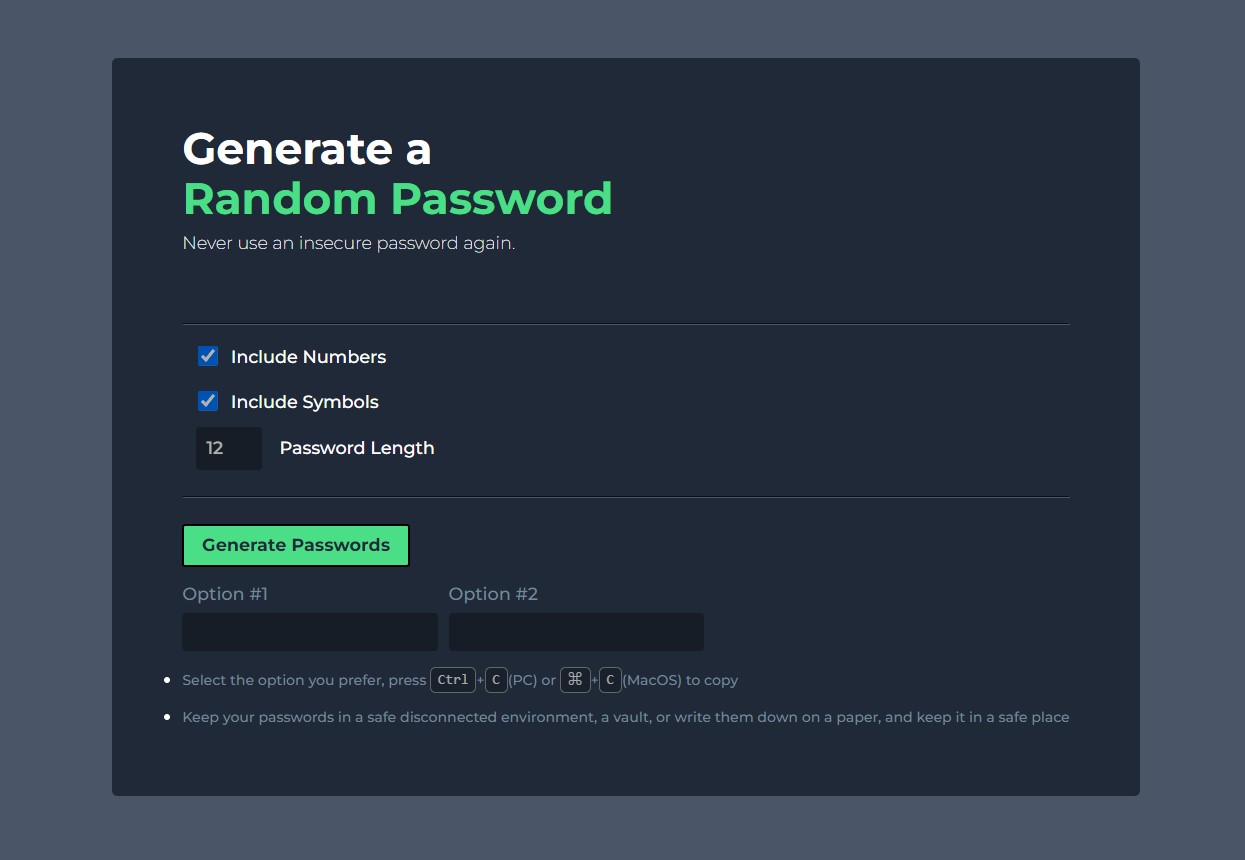 Generate a
Random Password
Never use an insecure password again.
Include Numbers
Include Symbols
12 Password Length
Generate Passwords
Option #1 Option #2
Select the option you prefer, press Ctrl+C(PC) or ⌘+C(MacOS) to copy
Keep your passwords in a safe disconnected environment, a vault, or write them down on a paper, and keep it in a safe place